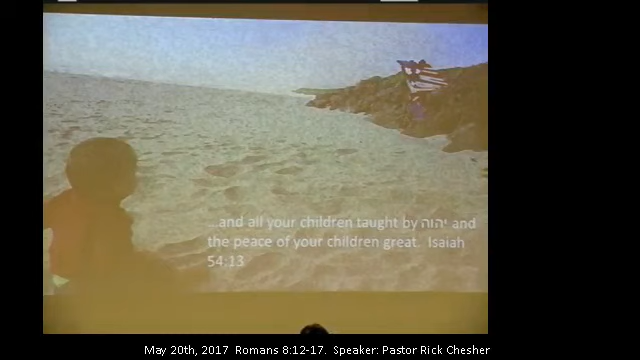 ...and all your children taught by יהוה and
the peace of your children great. Isaiah
54:13
May 20th, 2017 Romans 8:12-17. Speaker: Pastor Rick Chesher